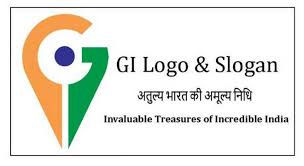 GI Logo & Slogan
अतुल्य भारत की अमूल्य निधि
Invaluable Treasures of Incredible India